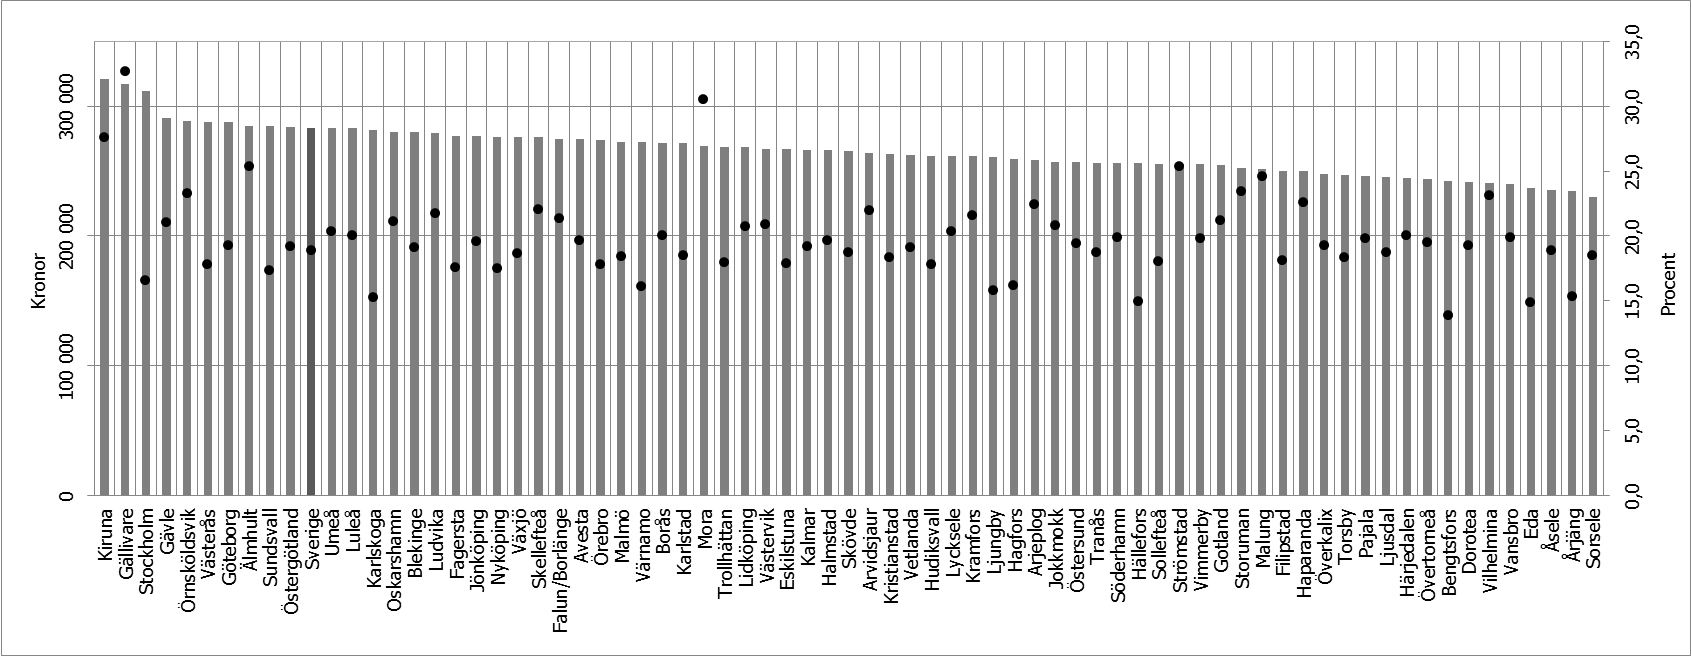 Kronor
300 000
200 000
100 000
0
35,0
30,0
25,0
20,0
15,0
10,0
5,0
0,0
Procent
Kiruna
Gällivare
Stockholm
Gävle
Örnsköldsvik
Västerås
Göteborg
Älmhult
Sundsvall
Östergötland
Sverige
Umeå
Luleå
Karlskoga
Oskarshamn
Blekinge
Ludvika
Fagersta
Jönköping
Nyköping
Växjö
Skellefteå
Falun/Borlänge
Avesta
Örebro
Malmö
Värnamo
Borås
Karlstad
Mora
Trollhättan
Lidköping
Västervik
Eskilstuna
Kalmar
Halmstad
Skövde
Arvidsjaur
Kristianstad
Vetlanda
Hudiksvall
Lycksele
Kramfors
Ljungby
Hagfors
Arjeplog
Jokkmokk
Östersund
Tranås
Söderhamn
Hällefors
Sollefteå
Strömstad
Vimmerby
Gotland
Storuman
Malung
Filipstad
Haparanda
Överkalix
Torsby
Pajala
Ljusdal
Härjedalen
Övertorneå
Bengtsfors
Dorotea
Vilhelmina
Vansbro
Eda
Åsele
Årjäng
Sorsele